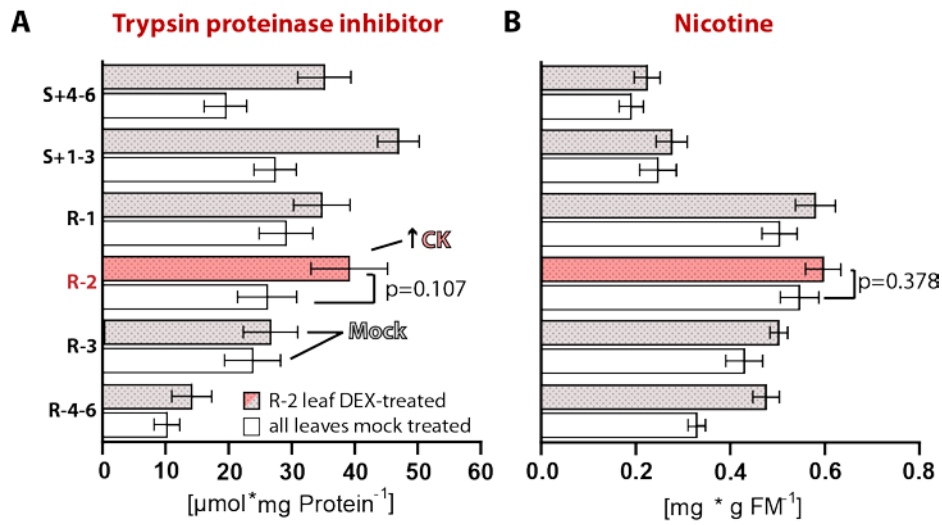 A Trypsin proteinase inhibitor
S+4-6
S+1-3
R-1
R-2
R-3
R-4-6
↑CK
p=0.107
Mock
R-2 leaf DEX-treated
all leaves mock treated
0 10 20 30 40 50 60
[µmol*mg Protein⁻¹]
B Nicotine
p=0.378
0.0 0.2 0.4 0.6 0.8
[mg * g FM⁻¹]